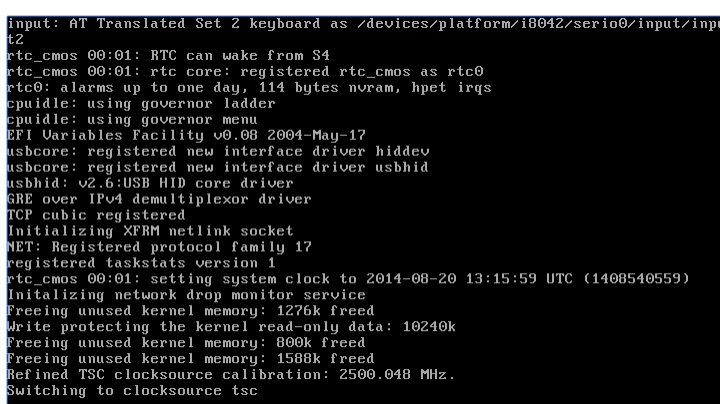 input: AT Translated Set 2 keyboard as /devices/platform/i8042/serio0/input/inpu
t2
rtc_cmos 00:01: RTC can wake from S4
rtc_cmos 00:01: rtc core: registered rtc_cmos as rtc0
rtc0: alarms up to one day, 114 bytes nvram, hpet irqs
cpuidle: using governor ladder
cpuidle: using governor menu
EFI Variables Facility v0.08 2004-May-17
usbcore: registered new interface driver hiddev
usbcore: registered new interface driver usbhid
usbhid: v2.6:USB HID core driver
GRE over IPv4 demultiplexor driver
TCP cubic registered
Initializing XFRM netlink socket
NET: Registered protocol family 17
registered taskstats version 1
rtc_cmos 00:01: setting system clock to 2014-08-20 13:15:59 UTC (1408540559)
Initalizing network drop monitor service
Freeing unused kernel memory: 1276k freed
Write protecting the kernel read-only data: 10240k
Freeing unused kernel memory: 800k freed
Freeing unused kernel memory: 1588k freed
Refined TSC clocksource calibration: 2500.048 MHz.
Switching to clocksource tsc